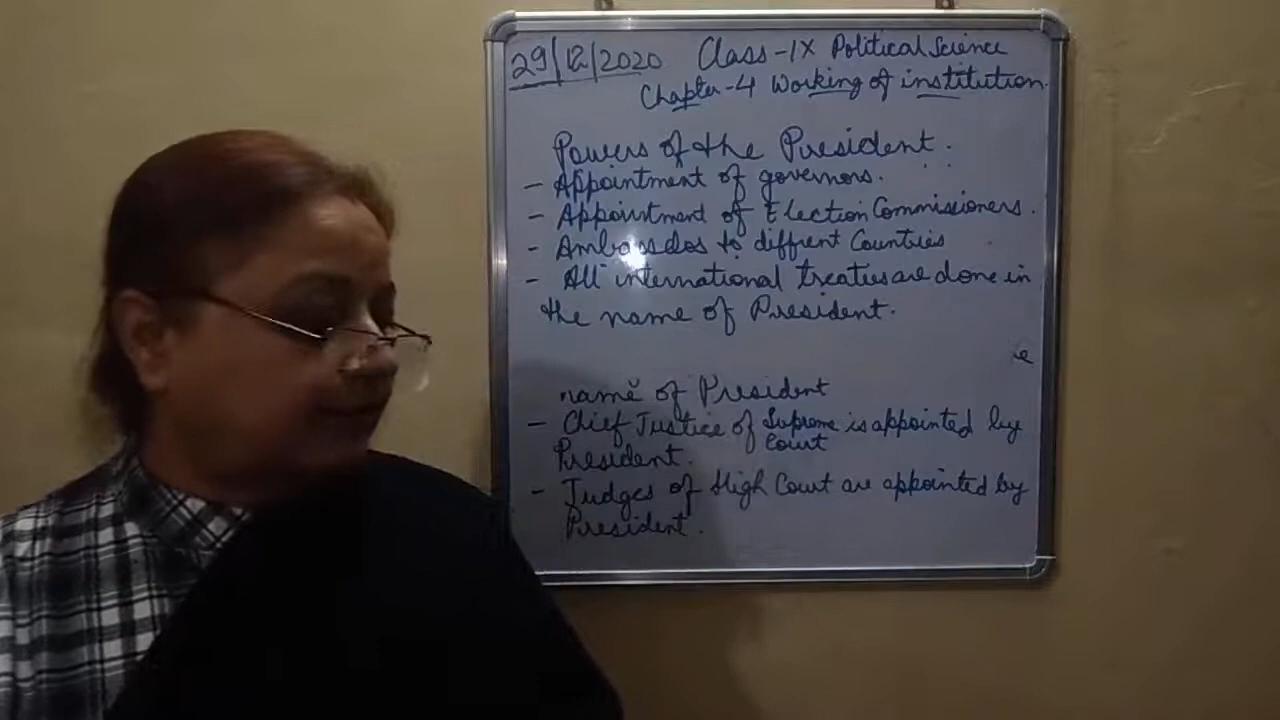 29/12/2020 Class-IX Political Science
Chapter-4 Working of institution.
Powers of the President.
- Appointment of governors.
- Appointment of Election Commissioners.
- Ambassdos to diffrent Countries
- All international treaties are done in
the name of President.
e
name of President
- Chief Justice of Supreme Court is appointed by
President.
- Judges of High Court are appointed by
President.